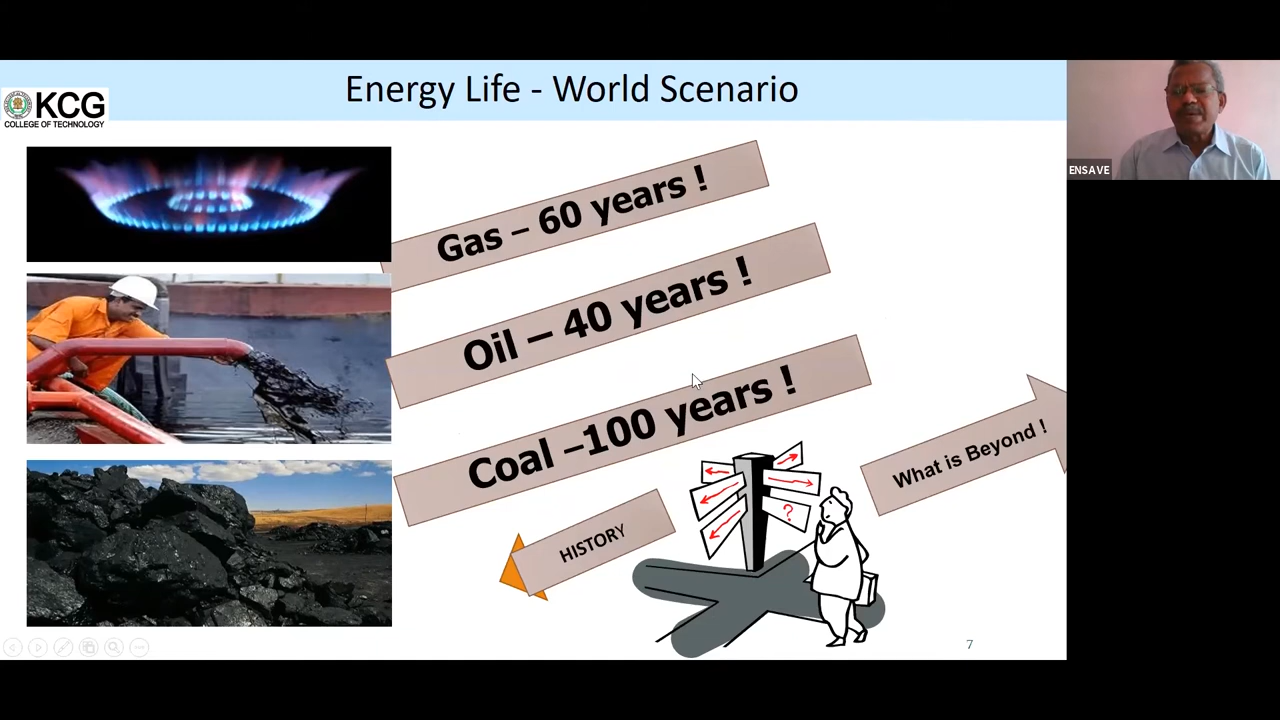 Energy Life - World Scenario
KCG
COLLEGE OF TECHNOLOGY
ENSAVE
Gas – 60 years !
Oil – 40 years !
Coal –100 years !
What is Beyond !
HISTORY
?
7